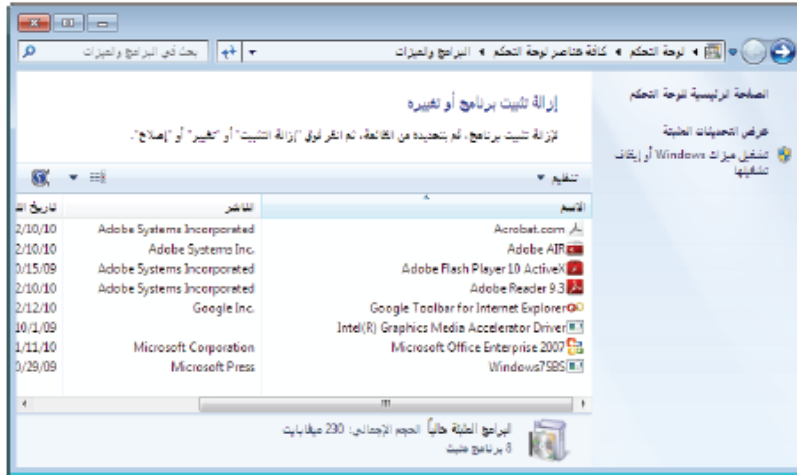 لوحة التحكم ◂ كافة عناصر لوحة التحكم ◂ البرامج والميزات
بحث في البرامج والميزات
الصفحة الرئيسية للوحة التحكم
عرض التحديثات المثبتة
تشغيل ميزات Windows أو إيقاف
تشغيلها
إزالة تثبيت برنامج أو تغييره
لإزالة تثبيت برنامج، قم بتحديده من القائمة، ثم انقر فوق "إزالة التثبيت" أو "تغيير" أو "إصلاح".
تنظيم
الاسم الناشر تاريخ
Acrobat.com Adobe Systems Incorporated 2/10/10
Adobe AIR Adobe Systems Inc. 2/10/10
Adobe Flash Player 10 ActiveX Adobe Systems Incorporated 0/15/09
Adobe Reader 9.3 Adobe Systems Incorporated 2/10/10
Google Toolbar for Internet Explorer Google Inc. 2/12/10
Intel(R) Graphics Media Accelerator Driver 10/1/09
Microsoft Office Enterprise 2007 Microsoft Corporation 1/11/10
Windows7SBS Microsoft Press 0/29/09
البرامج المثبتة حالياً الحجم الإجمالي: 230 ميغابايت
8 برنامج مثبت